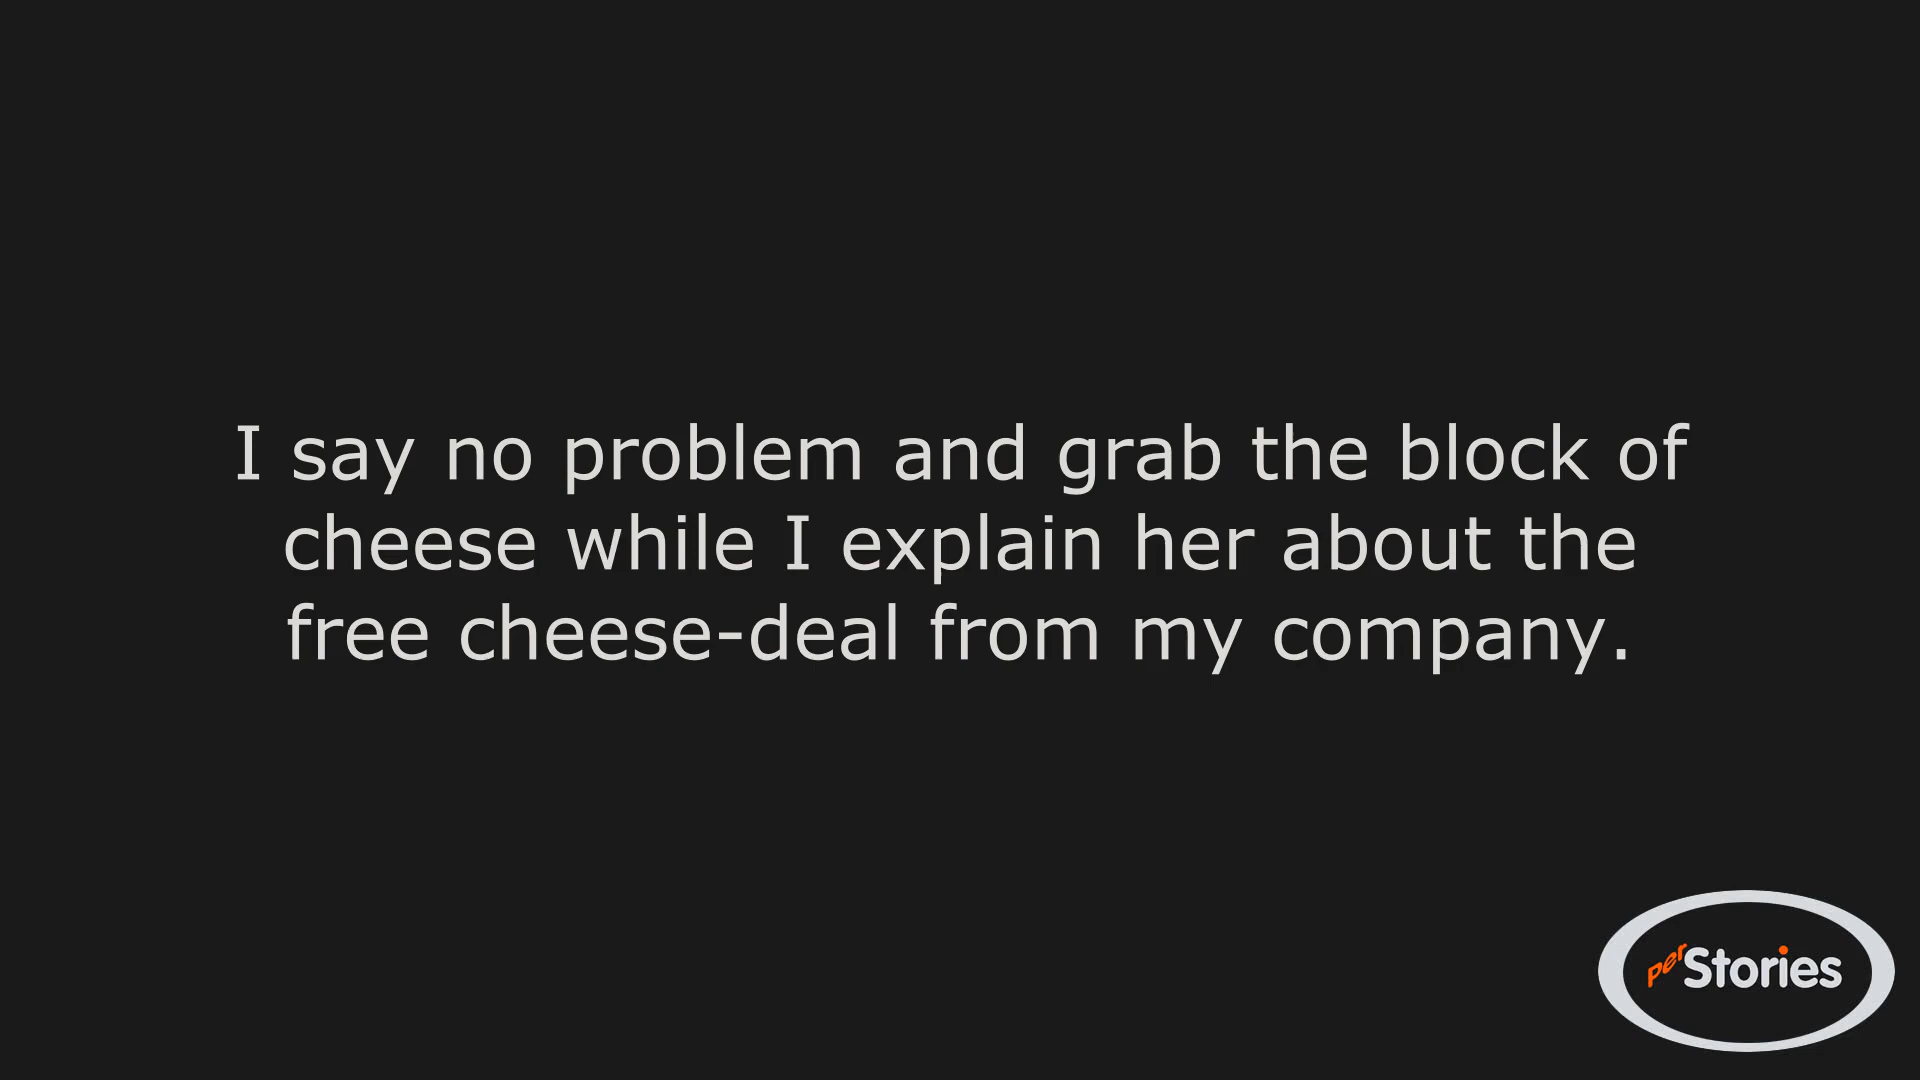 I say no problem and grab the block of
cheese while I explain her about the
free cheese-deal from my company.
perStories